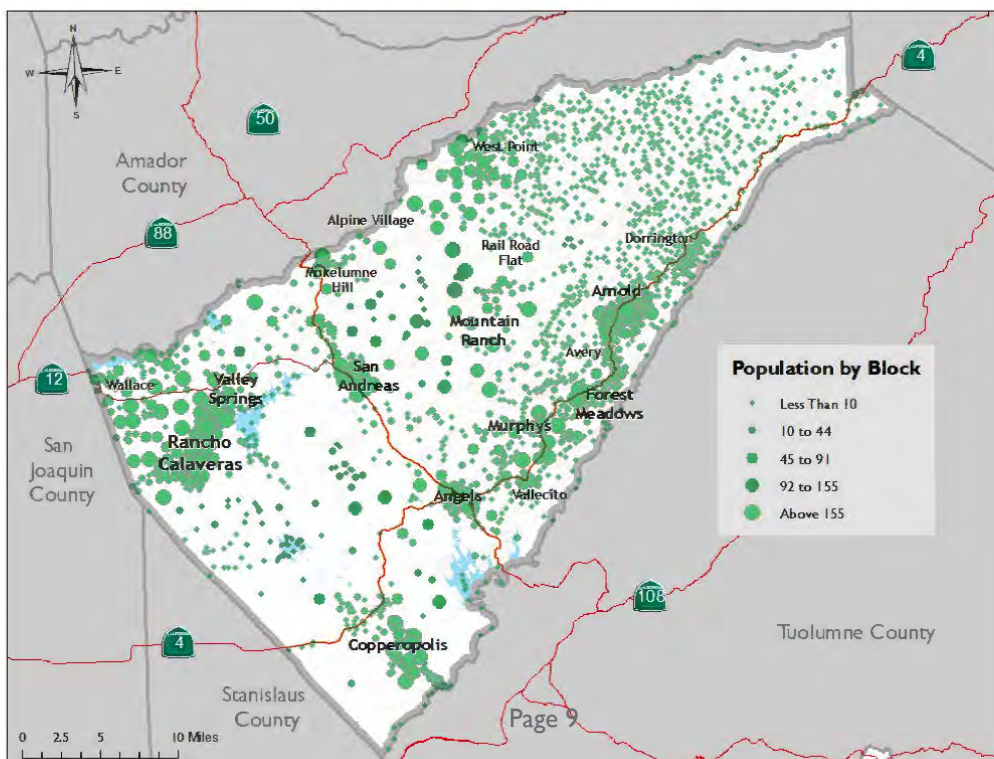 N
W E
S
4
50
West Point
Amador
County
Alpine Village
88
Rail Road
Flat
Dorrington
Mokelumne
Hill
Arnold
Mountain
Ranch
Avery
San
Andreas
12
Wallace
Valley
Springs
Forest
Meadows
Murphys
Rancho
Calaveras
San
Joaquin
County
Angels
Vallecito
Population by Block
Less Than 10
10 to 44
45 to 91
92 to 155
Above 155
108
4
Copperopolis
Tuolumne County
Stanislaus
County
Page 9
0 2.5 5 10 Miles